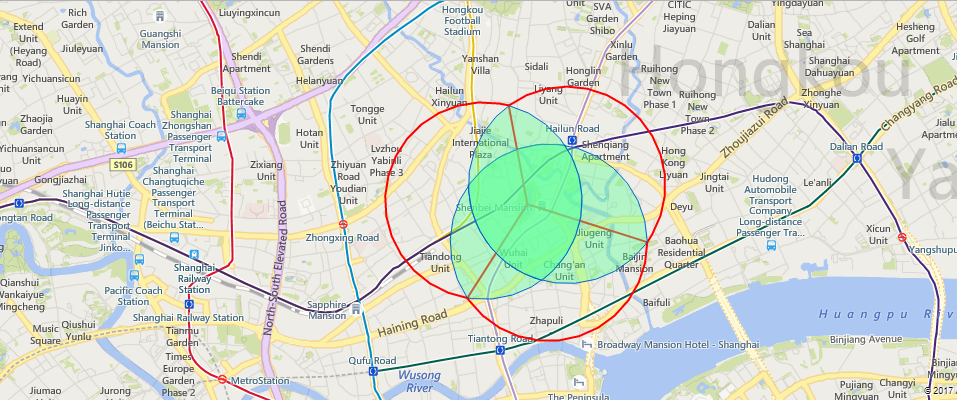 Rich
Garden
Liuyingxincun
Hongkou
Football
Stadium
Unit
SVA
Garden
Shibo
CITIC
Hejing
Jiayuan
Yingdayuan
Extend
Unit
(Heyang
Road)
Guangshi
Mansion
Jiuleyuan
Shendi
Gardens
Shendi
Apartment
Yanshan
Villa
Sidali
Xinlu
Garden
Dalian
Unit
Sea
Shanghai
Shanghai
Dahuayuan
Hesheng
Golf
Apartment
HongKou
Yichuansicun
Helanyuan
Honglin
Garden
Ruihong
New
Town
Phase 1
Huayin
Unit
Beiqu Station
Battercake
Hailun
Xinyuan
Liyang
Unit
Ruihong
New
Town
Phase 2
Zhonghe
Xinyuan
Changyang-Road
Zhaojia
Garden
Shanghai Coach
Station
Shanghai
Zhongshan
Passenger
Transport
Terminal
Tongge
Unit
Hotan
Unit
Jiajie
International
Plaza
Hailun Road
Shenqiang
Apartment
Zhoujiazui Road
Dalian Road
Jialu
Apartment
Yichuansancun
Unit
S106
Lvzhou
Yabinli
Phase 3
Hong
Kong
Liyuan
Gongjiazhai
Zixiang
Unit
Zhiyuan
Road
Youdian
Unit
Jingtai
Unit
Le'anli
Ya
Shanghai Hutie
Long-distance
Passenger
Transport
Terminal
Jinko...
Shanghai
Changtuqiche
Passenger
Transport
Terminal
(Beichu Stat...
Hudong
Automobile
Transport
Company
Long-distance
Passenger Tra...
ongtan Road
Shenbei Mansion
Deyu
Zhongxing Road
Jiugeng
Unit
Xicun
Unit
Yangshupu
North-South Elevated Road
Tiandong
Unit
Wuhai
Unit
Chang'an
Unit
Baijin
Mansion
Baohua
Residential
Quarter
Shanghai
Railway
Station
Qianshui
Wankaiyue
Mingcheng
Pacific Coach
Station
Sapphire
Mansion
Baifuli
Shanghai Railway Station
Haining Road
Zhapuli
Huangpu Riv
Music
Square
Qiushui
Yunlu
Tianmu
Garden
Tiantong Road
Broadway Mansion Hotel - Shanghai
Binjiang Avenue
Times
Europe
Garden
Phase 2
Qufu Road
MetroStation
Wusong
River
The Peninsula
Jiumao
Unit
Jurong
Unit
Pujiang
Mansion
Changyi
Unit
© 2017